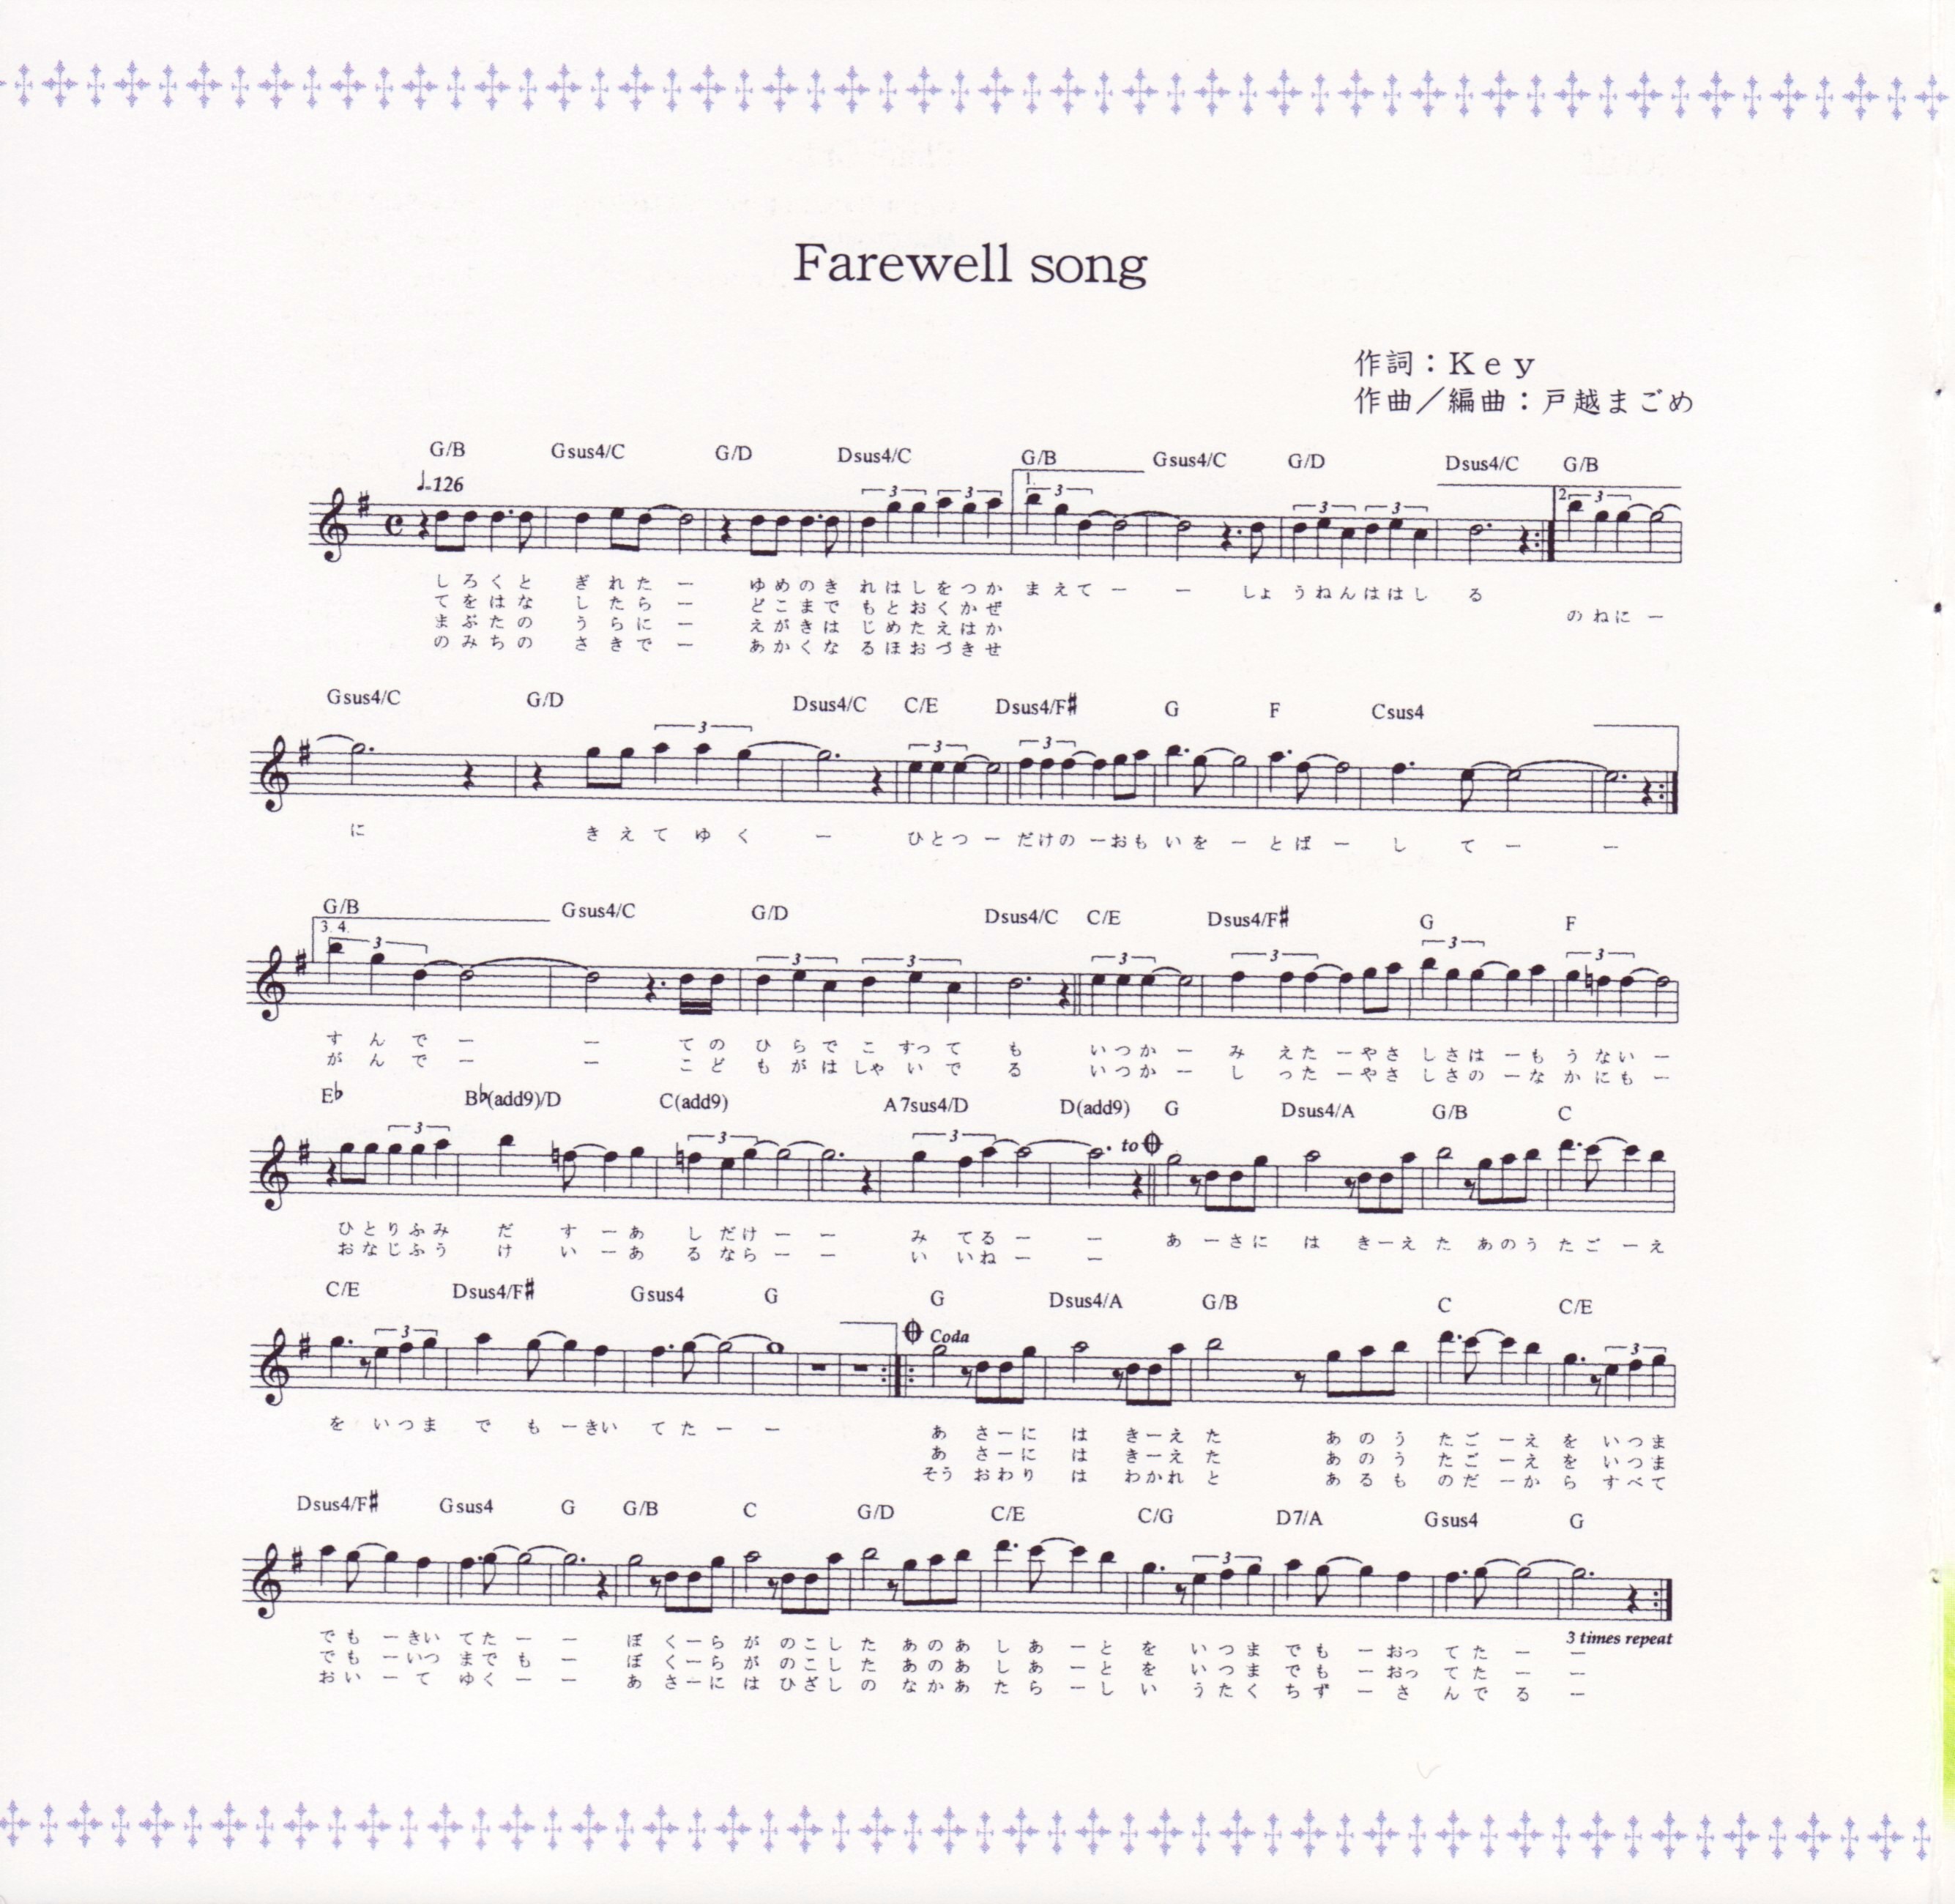 Farewell song
作詞：Key
作曲／編曲：戸越まごめ
G/B Gsus4/C G/D Dsus4/C G/B Gsus4/C G/D Dsus4/C G/B
♩=126
3 3 1. 3 3 3 2. 3
しろくと ぎれたー ゆめのきれはしをつかまえてー ー しょうねんははしる
てをはな したらー どこまでもとおくかぜ のねにー
まぶたの うらにー えがきはじめたえはか
のみちの さきでー あかくなるほおづきせ
Gsus4/C G/D Dsus4/C C/E Dsus4/F♯ G F Csus4
3 3 3
に きえてゆくー ひとつーだけのーおもいをーとばーしてーー
G/B Gsus4/C G/D Dsus4/C C/E Dsus4/F♯ G F
3. 4. 3 3 3 3 3 3 3
すんでー ー てのひらでこすっても いつかーみえたーやさしさはーもうないー
がんでー ー こどもがはしゃいでる いつかーしったーやさしさのーなかにもー
E♭ B♭(add9)/D C(add9) A7sus4/D D(add9) G Dsus4/A G/B C
3 3 3 to
ひとりふみだすーあしだけーー みてるーー あーさにはきーえたあのうたごーえ
おなじふうけいーあるならーー いいねーー
C/E Dsus4/F♯ Gsus4 G G Dsus4/A G/B C C/E
3 Coda 3
をいつまでもーきいてたーー あさーにはきーえた あのうたごーえをいつま
あさーにはきーえた あのうたごーえをいつま
そうおわりはわかれと あるものだーからすべて
Dsus4/F♯ Gsus4 G G/B C G/D C/E C/G D7/A Gsus4 G
3
でもーきいてたーー ぼくーらがのこしたあのあしあーとをいつまでもーおってたーー
3 times repeat
でもーいつまでもー ぼくーらがのこしたあのあしあーとをいつまでもーおってたーー
おいーてゆくーー あさーにはひざしのなかあたらーしいうたくちずーさんでるー